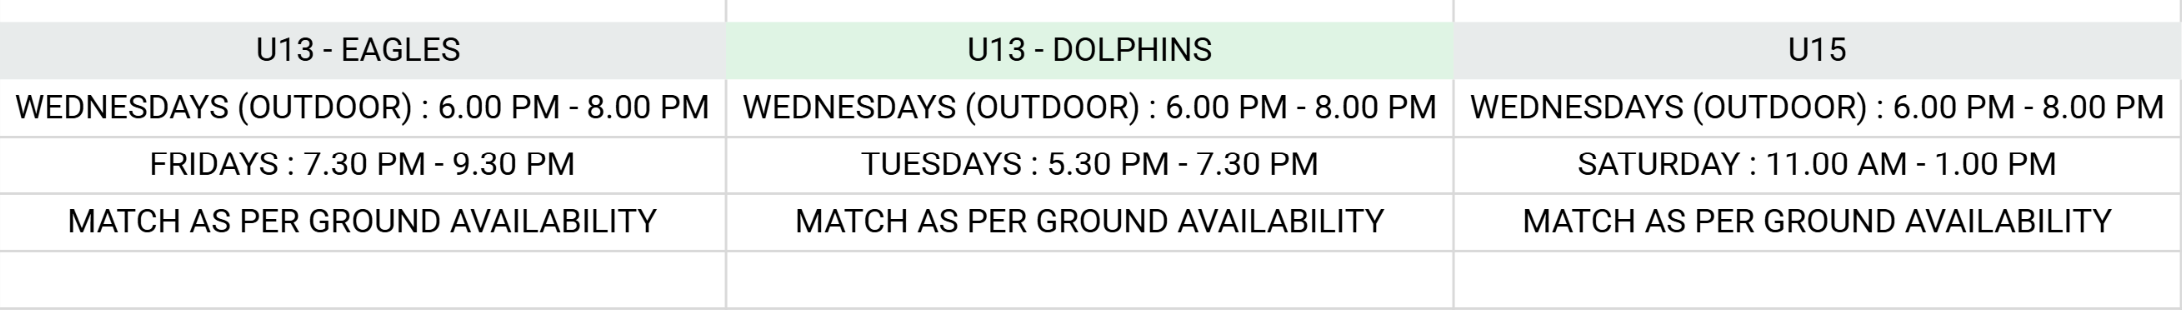 U13 - EAGLES
U13 - DOLPHINS
U15
WEDNESDAYS (OUTDOOR) : 6.00 PM - 8.00 PM
WEDNESDAYS (OUTDOOR) : 6.00 PM - 8.00 PM
WEDNESDAYS (OUTDOOR) : 6.00 PM - 8.00 PM
FRIDAYS : 7.30 PM - 9.30 PM
TUESDAYS : 5.30 PM - 7.30 PM
SATURDAY : 11.00 AM - 1.00 PM
MATCH AS PER GROUND AVAILABILITY
MATCH AS PER GROUND AVAILABILITY
MATCH AS PER GROUND AVAILABILITY